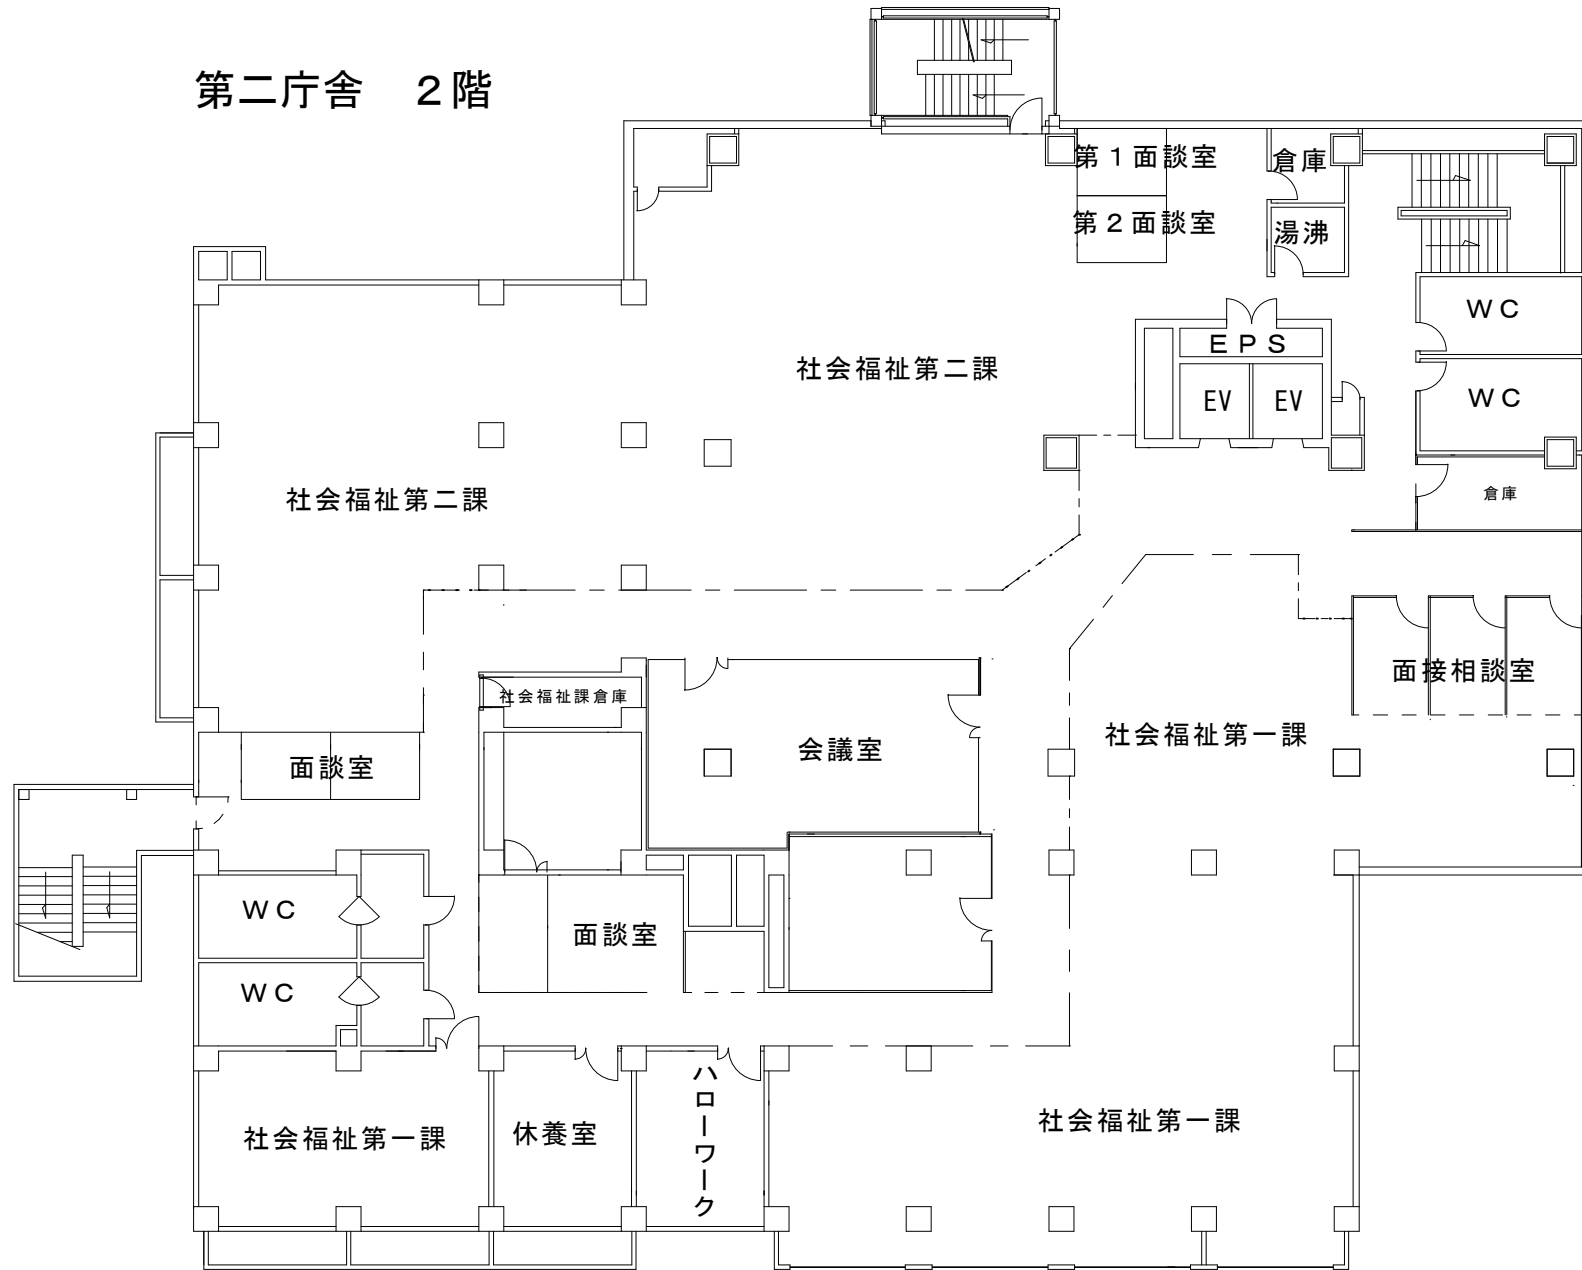 第二庁舎　２階
第１面談室
倉庫
第２面談室
湯沸
ＷＣ
ＥＰＳ
社会福祉第二課
EV
EV
ＷＣ
社会福祉第二課
倉庫
面接相談室
社会福祉課倉庫
社会福祉第一課
会議室
面談室
ＷＣ
面談室
ＷＣ
社会福祉第一課
休養室
ハローワーク
社会福祉第一課